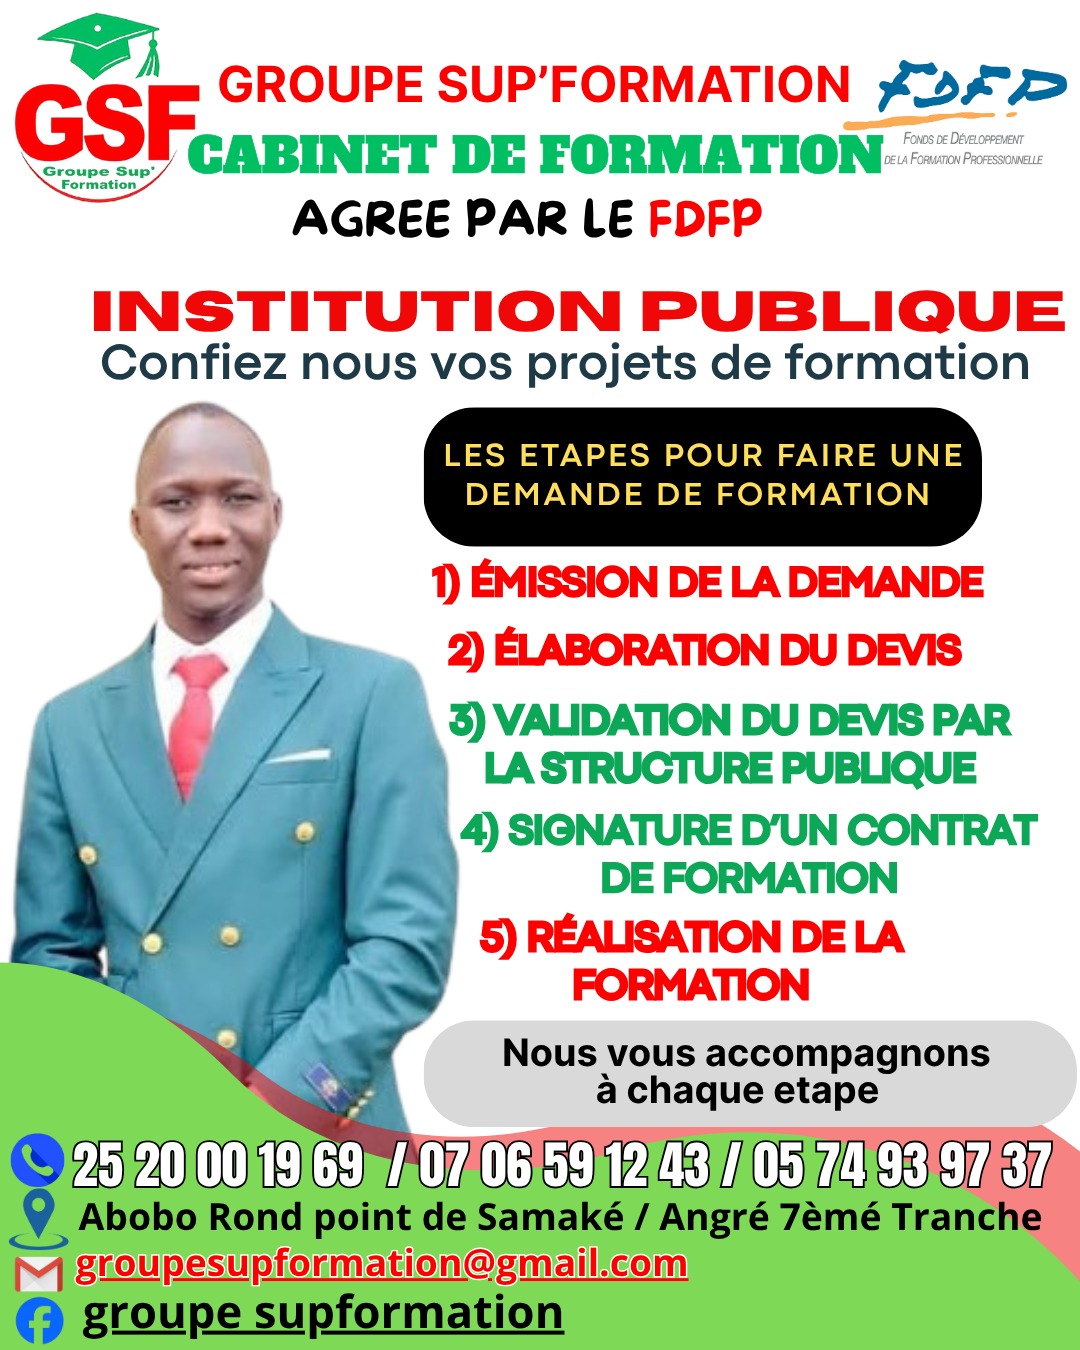 GSF
Groupe Sup'
Formation
GROUPE SUP'FORMATION
CABINET DE FORMATION
AGREE PAR LE FDFP
FDFP
FONDS DE DÉVELOPPEMENT
DE LA FORMATION PROFESSIONNELLE
INSTITUTION PUBLIQUE
Confiez nous vos projets de formation
LES ETAPES POUR FAIRE UNE
DEMANDE DE FORMATION
1) ÉMISSION DE LA DEMANDE
2) ÉLABORATION DU DEVIS
3) VALIDATION DU DEVIS PAR
LA STRUCTURE PUBLIQUE
4) SIGNATURE D'UN CONTRAT
DE FORMATION
5) RÉALISATION DE LA
FORMATION
Nous vous accompagnons
à chaque etape
25 20 00 19 69 / 07 06 59 12 43 / 05 74 93 97 37
Abobo Rond point de Samaké / Angré 7èmé Tranche
groupesupformation@gmail.com
groupe supformation